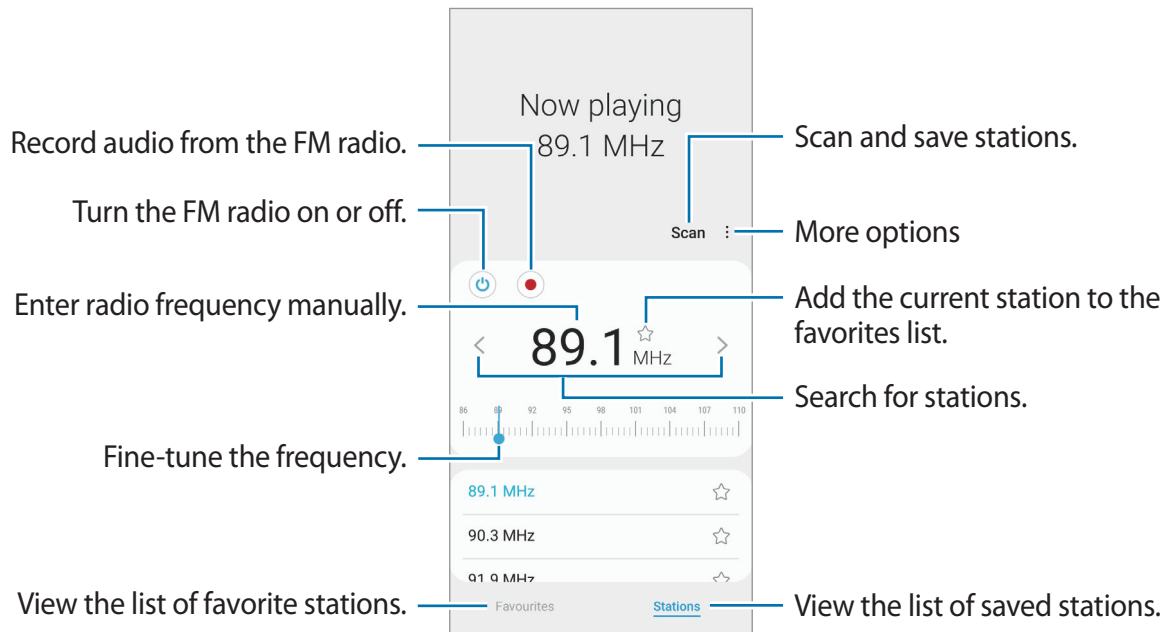 Now playing
89.1 MHz
Record audio from the FM radio.
Scan and save stations.
Turn the FM radio on or off.
Scan
More options
Enter radio frequency manually.
Add the current station to the
favorites list.
89.1 MHz
Search for stations.
86 89 92 95 98 101 104 107 110
Fine-tune the frequency.
89.1 MHz
90.3 MHz
91.9 MHz
View the list of favorite stations.
Favourites
Stations
View the list of saved stations.